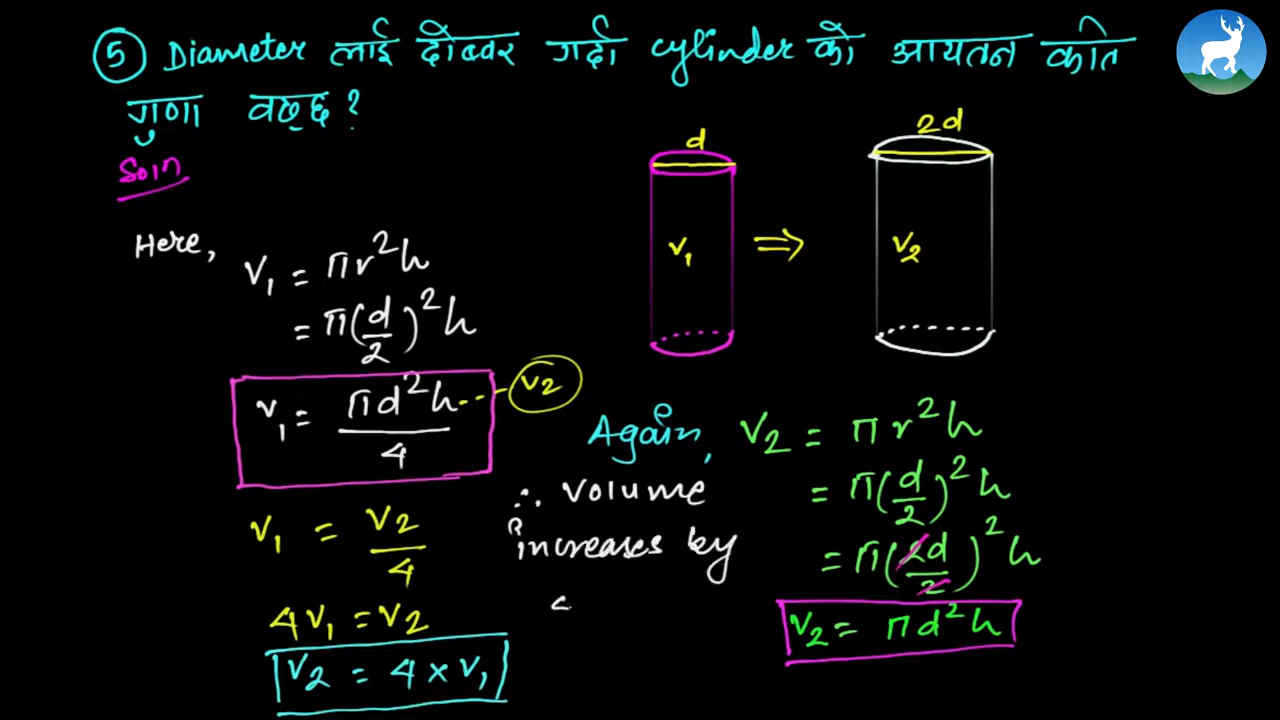 ⑤ Diameter लाई दोब्बर गर्दा cylinder को आयतन कति
गुणा बढ्छ?
Soln
Here,
V₁ = πr²h
= π(d/2)²h
V₁ = πd²h/4 --- V₂
V₁ = V₂/4
4V₁ = V₂
V₂ = 4 × V₁
d
2d
V₁ ⇒ V₂
Again, V₂ = πr²h
= π(d/2)²h
= π(2d/2)²h
V₂ = πd²h
∴ Volume
increases by